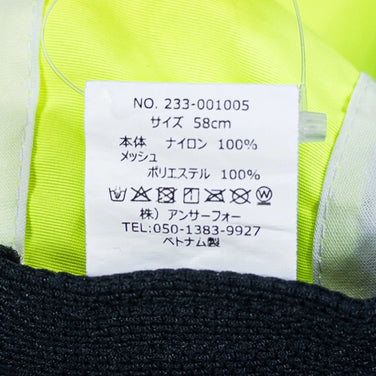 NO. 233-001005
サイズ 58cm
本体 ナイロン 100%
メッシュ
ポリエステル 100%
株) アンサーフォー
TEL:050-1383-9927
ベトナム製